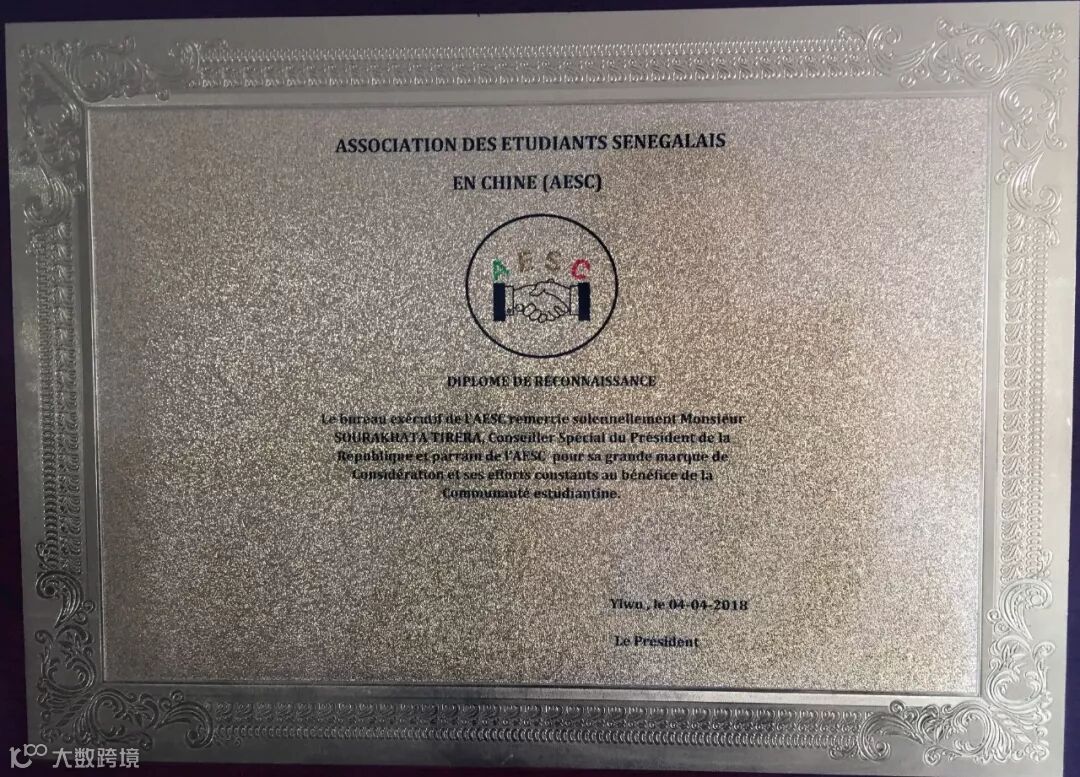 ASSOCIATION DES ETUDIANTS SENEGALAIS
EN CHINE (AESC)
AESC
DIPLOME DE RECONNAISSANCE
Le bureau exécutif de l'AESC remercie solennellement Monsieur
SOURAKHATA TIRERA, Conseiller Spécial du Président de la
République et parrain de l'AESC pour sa grande marque de
Considération et ses efforts constants au bénéfice de la
Communauté estudiantine.
Yiwu , le 04-04-2018
Le Président
大数跨境